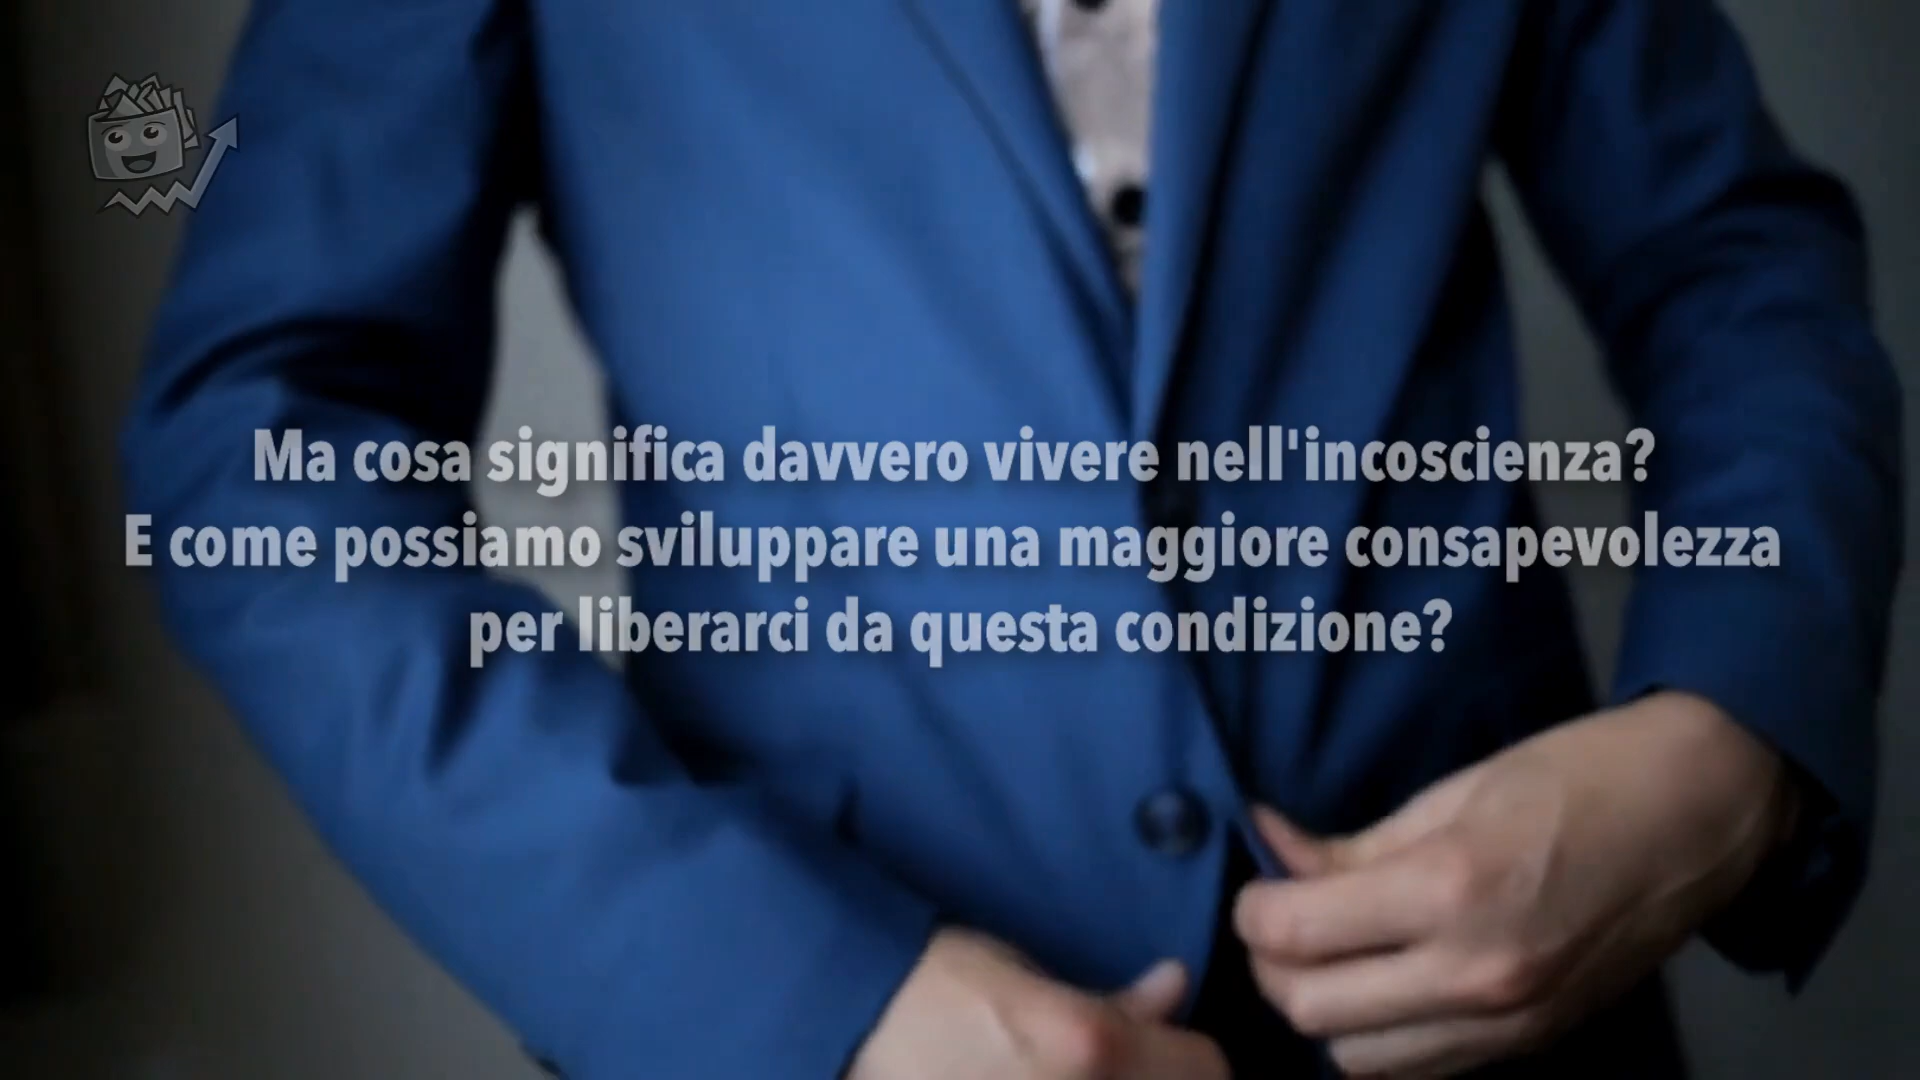 Ma cosa significa davvero vivere nell'incoscienza?
E come possiamo sviluppare una maggiore consapevolezza
per liberarci da questa condizione?